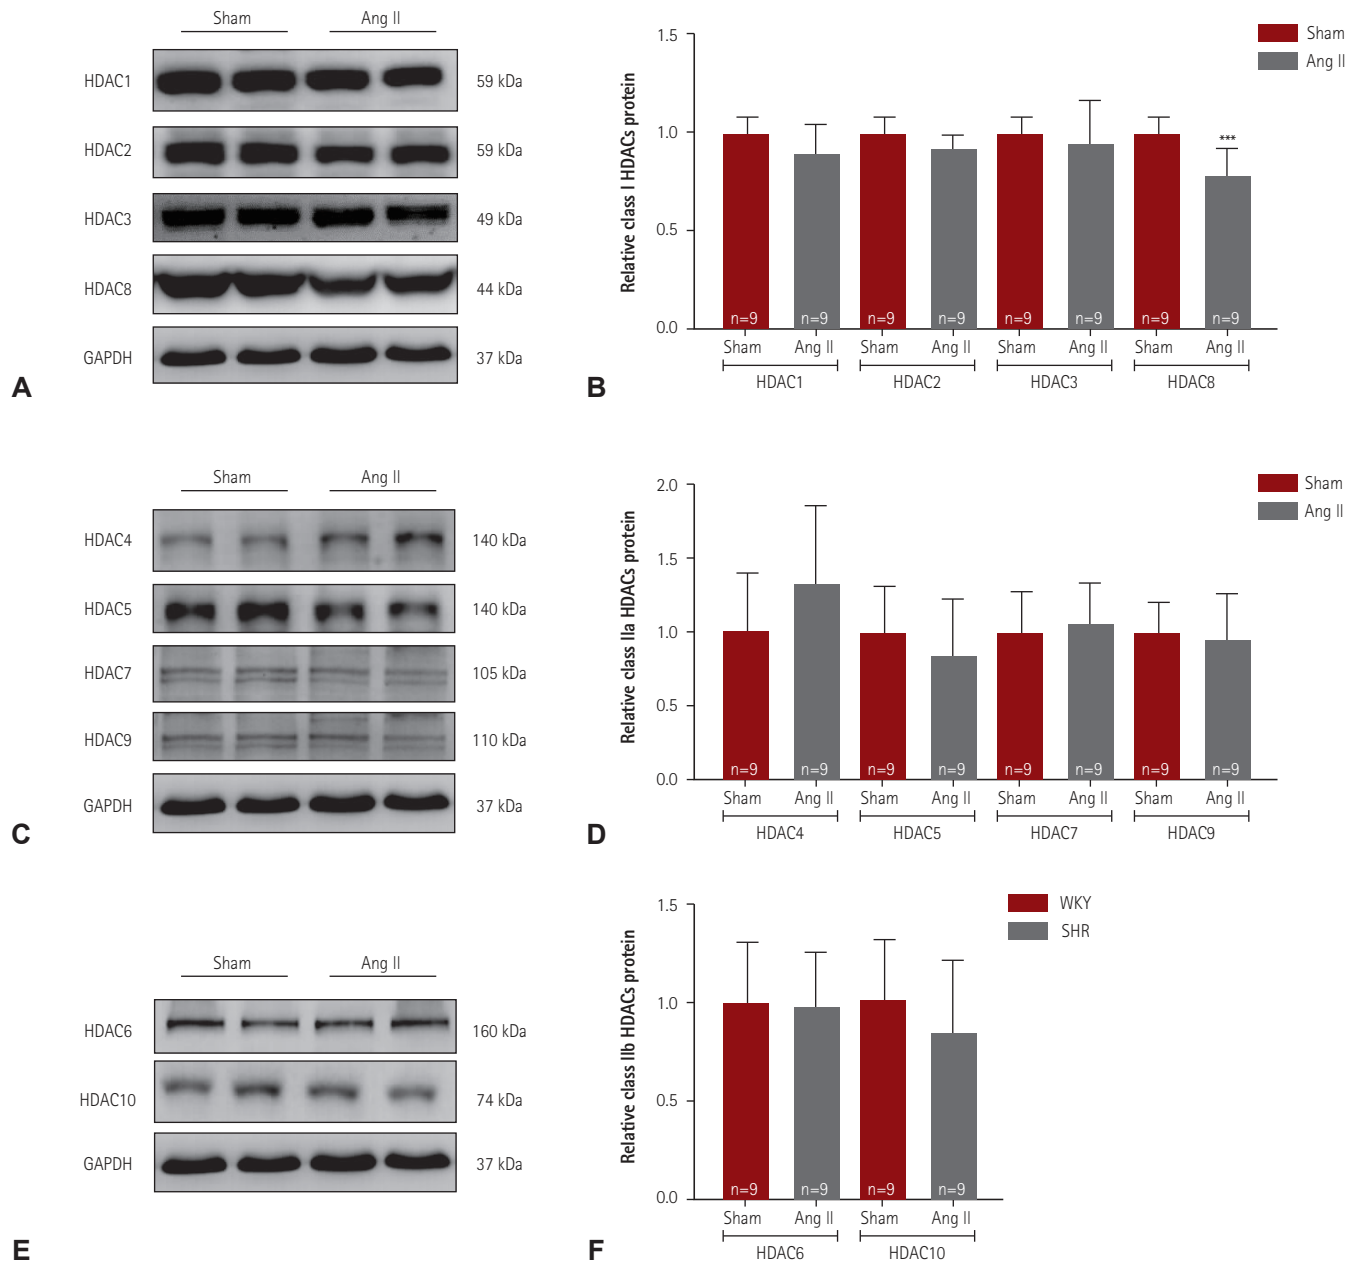 Sham Ang II
HDAC1 59 kDa
HDAC2 59 kDa
HDAC3 49 kDa
HDAC8 44 kDa
GAPDH 37 kDa
A
Relative class I HDACs protein
1.5
1.0
0.5
0.0
Sham
Ang II
***
n=9 n=9 n=9 n=9 n=9 n=9 n=9 n=9
Sham Ang II Sham Ang II Sham Ang II Sham Ang II
HDAC1 HDAC2 HDAC3 HDAC8
B
Sham Ang II
HDAC4 140 kDa
HDAC5 140 kDa
HDAC7 105 kDa
HDAC9 110 kDa
GAPDH 37 kDa
C
Relative class IIa HDACs protein
2.0
1.5
1.0
0.5
0.0
Sham
Ang II
n=9 n=9 n=9 n=9 n=9 n=9 n=9 n=9
Sham Ang II Sham Ang II Sham Ang II Sham Ang II
HDAC4 HDAC5 HDAC7 HDAC9
D
Sham Ang II
HDAC6 160 kDa
HDAC10 74 kDa
GAPDH 37 kDa
E
Relative class IIb HDACs protein
1.5
1.0
0.5
0.0
WKY
SHR
n=9 n=9 n=9 n=9
Sham Ang II Sham Ang II
HDAC6 HDAC10
F